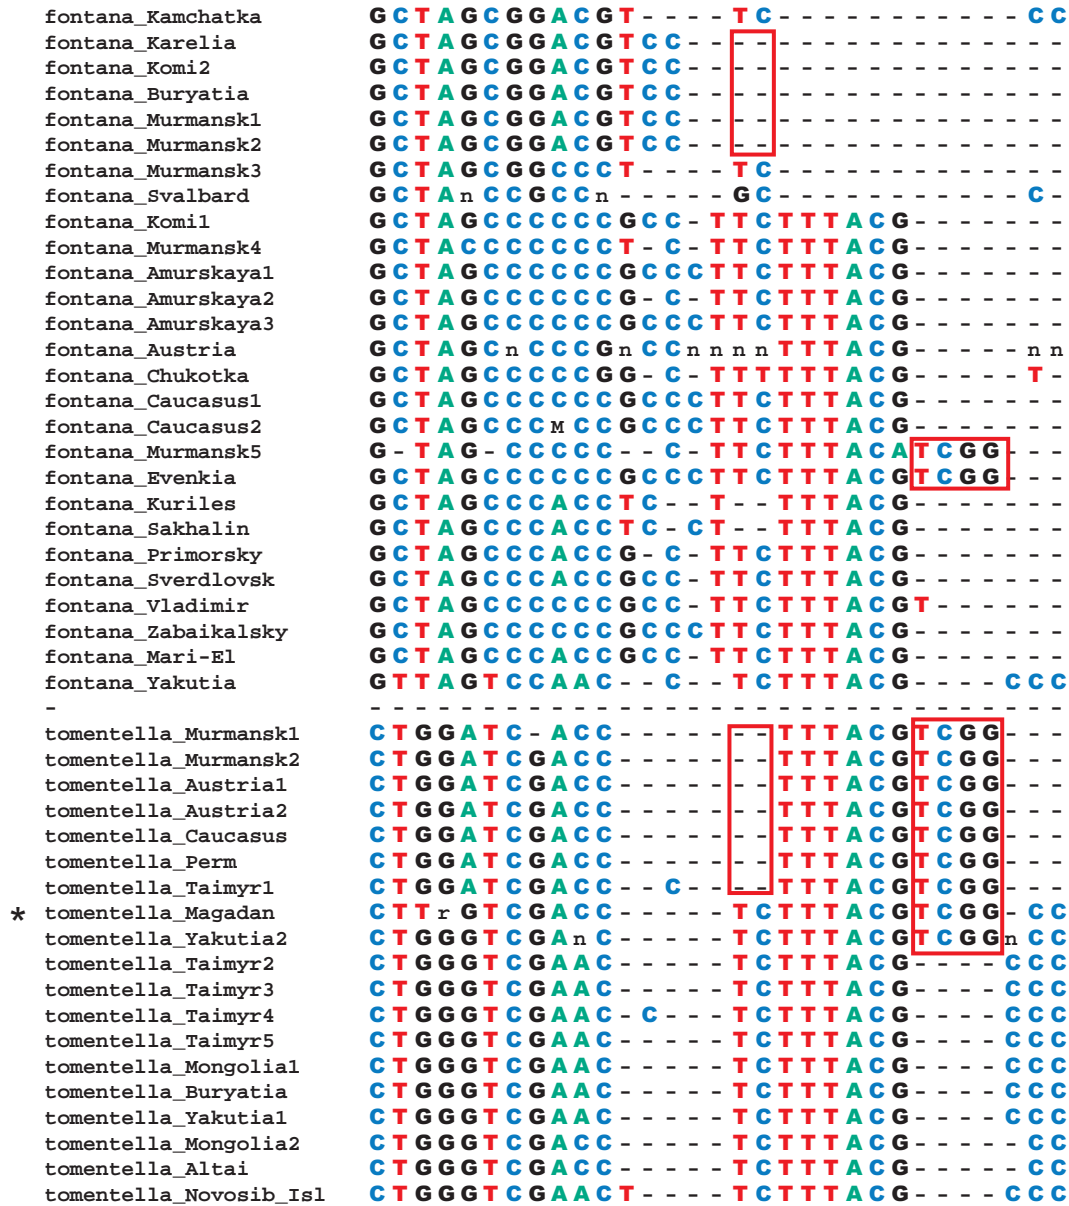 fontana_Kamchatka GCTAGCGGACGT----TC-----------CC
fontana_Karelia GCTAGCGGACGTCC-----------------
fontana_Komi2 GCTAGCGGACGTCC-----------------
fontana_Buryatia GCTAGCGGACGTCC-----------------
fontana_Murmansk1 GCTAGCGGACGTCC-----------------
fontana_Murmansk2 GCTAGCGGACGTCC-----------------
fontana_Murmansk3 GCTAGCGGCCCT----TC-------------
fontana_Svalbard GCTAnCCGCCn-----GC-----------C-
fontana_Komi1 GCTAGCCCCCCGCC-TTCTTTACG-------
fontana_Murmansk4 GCTACCCCCCCT-C-TTCTTTACG-------
fontana_Amurskaya1 GCTAGCCCCCCGCCCTTCTTTACG-------
fontana_Amurskaya2 GCTAGCCCCCCG-C-TTCTTTACG-------
fontana_Amurskaya3 GCTAGCCCCCCGCCCTTCTTTACG-------
fontana_Austria GCTAGCnCCCGnCCnnnnTTTACG-----nn
fontana_Chukotka GCTAGCCCCCGG-C-TTTTTTACG-----T-
fontana_Caucasus1 GCTAGCCCCCCGCCCTTCTTTACG-------
fontana_Caucasus2 GCTAGCCCMCCGCCCTTCTTTACG-------
fontana_Murmansk5 G-TAG-CCCCC--C-TTCTTTACATCGG---
fontana_Evenkia GCTAGCCCCCCGCCCTTCTTTACGTCGG---
fontana_Kuriles GCTAGCCCACCTC--T--TTTACG-------
fontana_Sakhalin GCTAGCCCACCTC-CT--TTTACG-------
fontana_Primorsky GCTAGCCCACCG-C-TTCTTTACG-------
fontana_Sverdlovsk GCTAGCCCACCGCC-TTCTTTACG-------
fontana_Vladimir GCTAGCCCCCCGCC-TTCTTTACGT------
fontana_Zabaikalsky GCTAGCCCCCCGCCCTTCTTTACG-------
fontana_Mari-El GCTAGCCCACCGCC-TTCTTTACG-------
fontana_Yakutia GTTAGTCCAAC--C--TCTTTACG----CCC
- -------------------------------
tomentella_Murmansk1 CTGGATC-ACC-------TTTACGTCGG---
tomentella_Murmansk2 CTGGATCGACC-------TTTACGTCGG---
tomentella_Austria1 CTGGATCGACC-------TTTACGTCGG---
tomentella_Austria2 CTGGATCGACC-------TTTACGTCGG---
tomentella_Caucasus CTGGATCGACC-------TTTACGTCGG---
tomentella_Perm CTGGATCGACC-------TTTACGTCGG---
tomentella_Taimyr1 CTGGATCGACC--C----TTTACGTCGG---
* tomentella_Magadan CTTrGTCGACC-----TCTTTACGTCGG-CC
tomentella_Yakutia2 CTGGGTCGAnC-----TCTTTACGTCGGnCC
tomentella_Taimyr2 CTGGGTCGAAC-----TCTTTACG----CCC
tomentella_Taimyr3 CTGGGTCGAAC-----TCTTTACG----CCC
tomentella_Taimyr4 CTGGGTCGAAC-C---TCTTTACG----CCC
tomentella_Taimyr5 CTGGGTCGAAC-----TCTTTACG----CCC
tomentella_Mongolia1 CTGGGTCGAAC-----TCTTTACG----CCC
tomentella_Buryatia CTGGGTCGAAC-----TCTTTACG----CCC
tomentella_Yakutia1 CTGGGTCGAAC-----TCTTTACG----CCC
tomentella_Mongolia2 CTGGGTCGACC-----TCTTTACG-----CC
tomentella_Altai CTGGGTCGACC-----TCTTTACG-----CC
tomentella_Novosib_Isl CTGGGTCGAACT----TCTTTACG----CCC